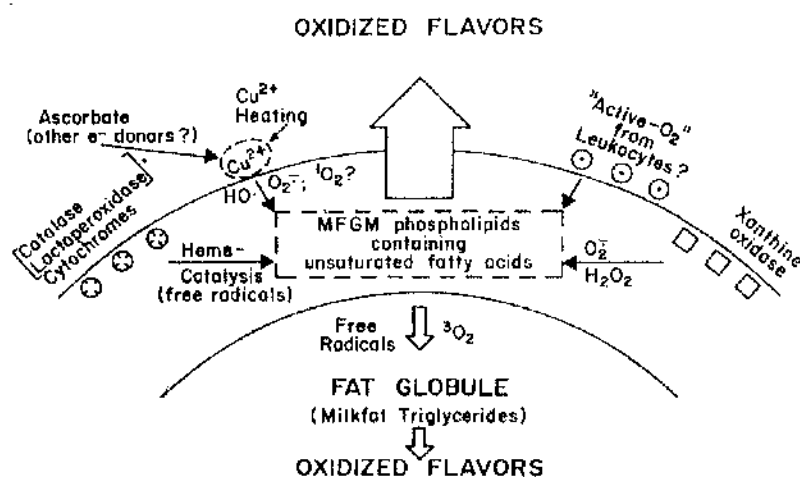 OXIDIZED FLAVORS
Cu2+
Heating
Ascorbate
(other e- donors?)
Cu2+
HO· O2-·; 1O2?
"Active-O2"
from
Leukocytes?
Catalase
Lactoperoxidase
Cytochromes
Xanthine
oxidase
MFGM phospholipids
containing
unsaturated fatty acids
Heme-
Catalysis
(free radicals)
O2-
H2O2
Free
Radicals
3O2
FAT GLOBULE
(Milkfat Triglycerides)
OXIDIZED FLAVORS